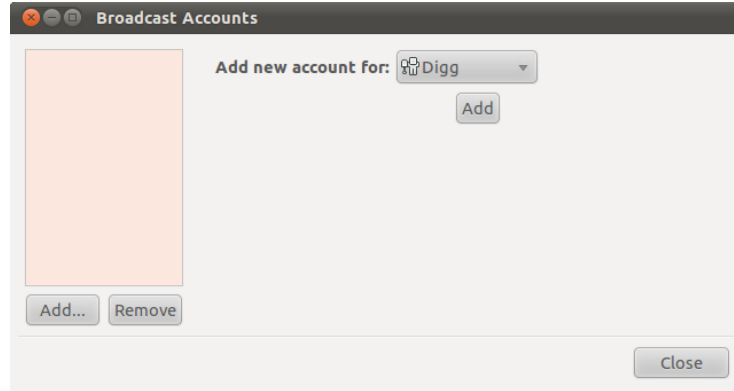 Broadcast Accounts
Add new account for: Digg
Add
Add... Remove
Close